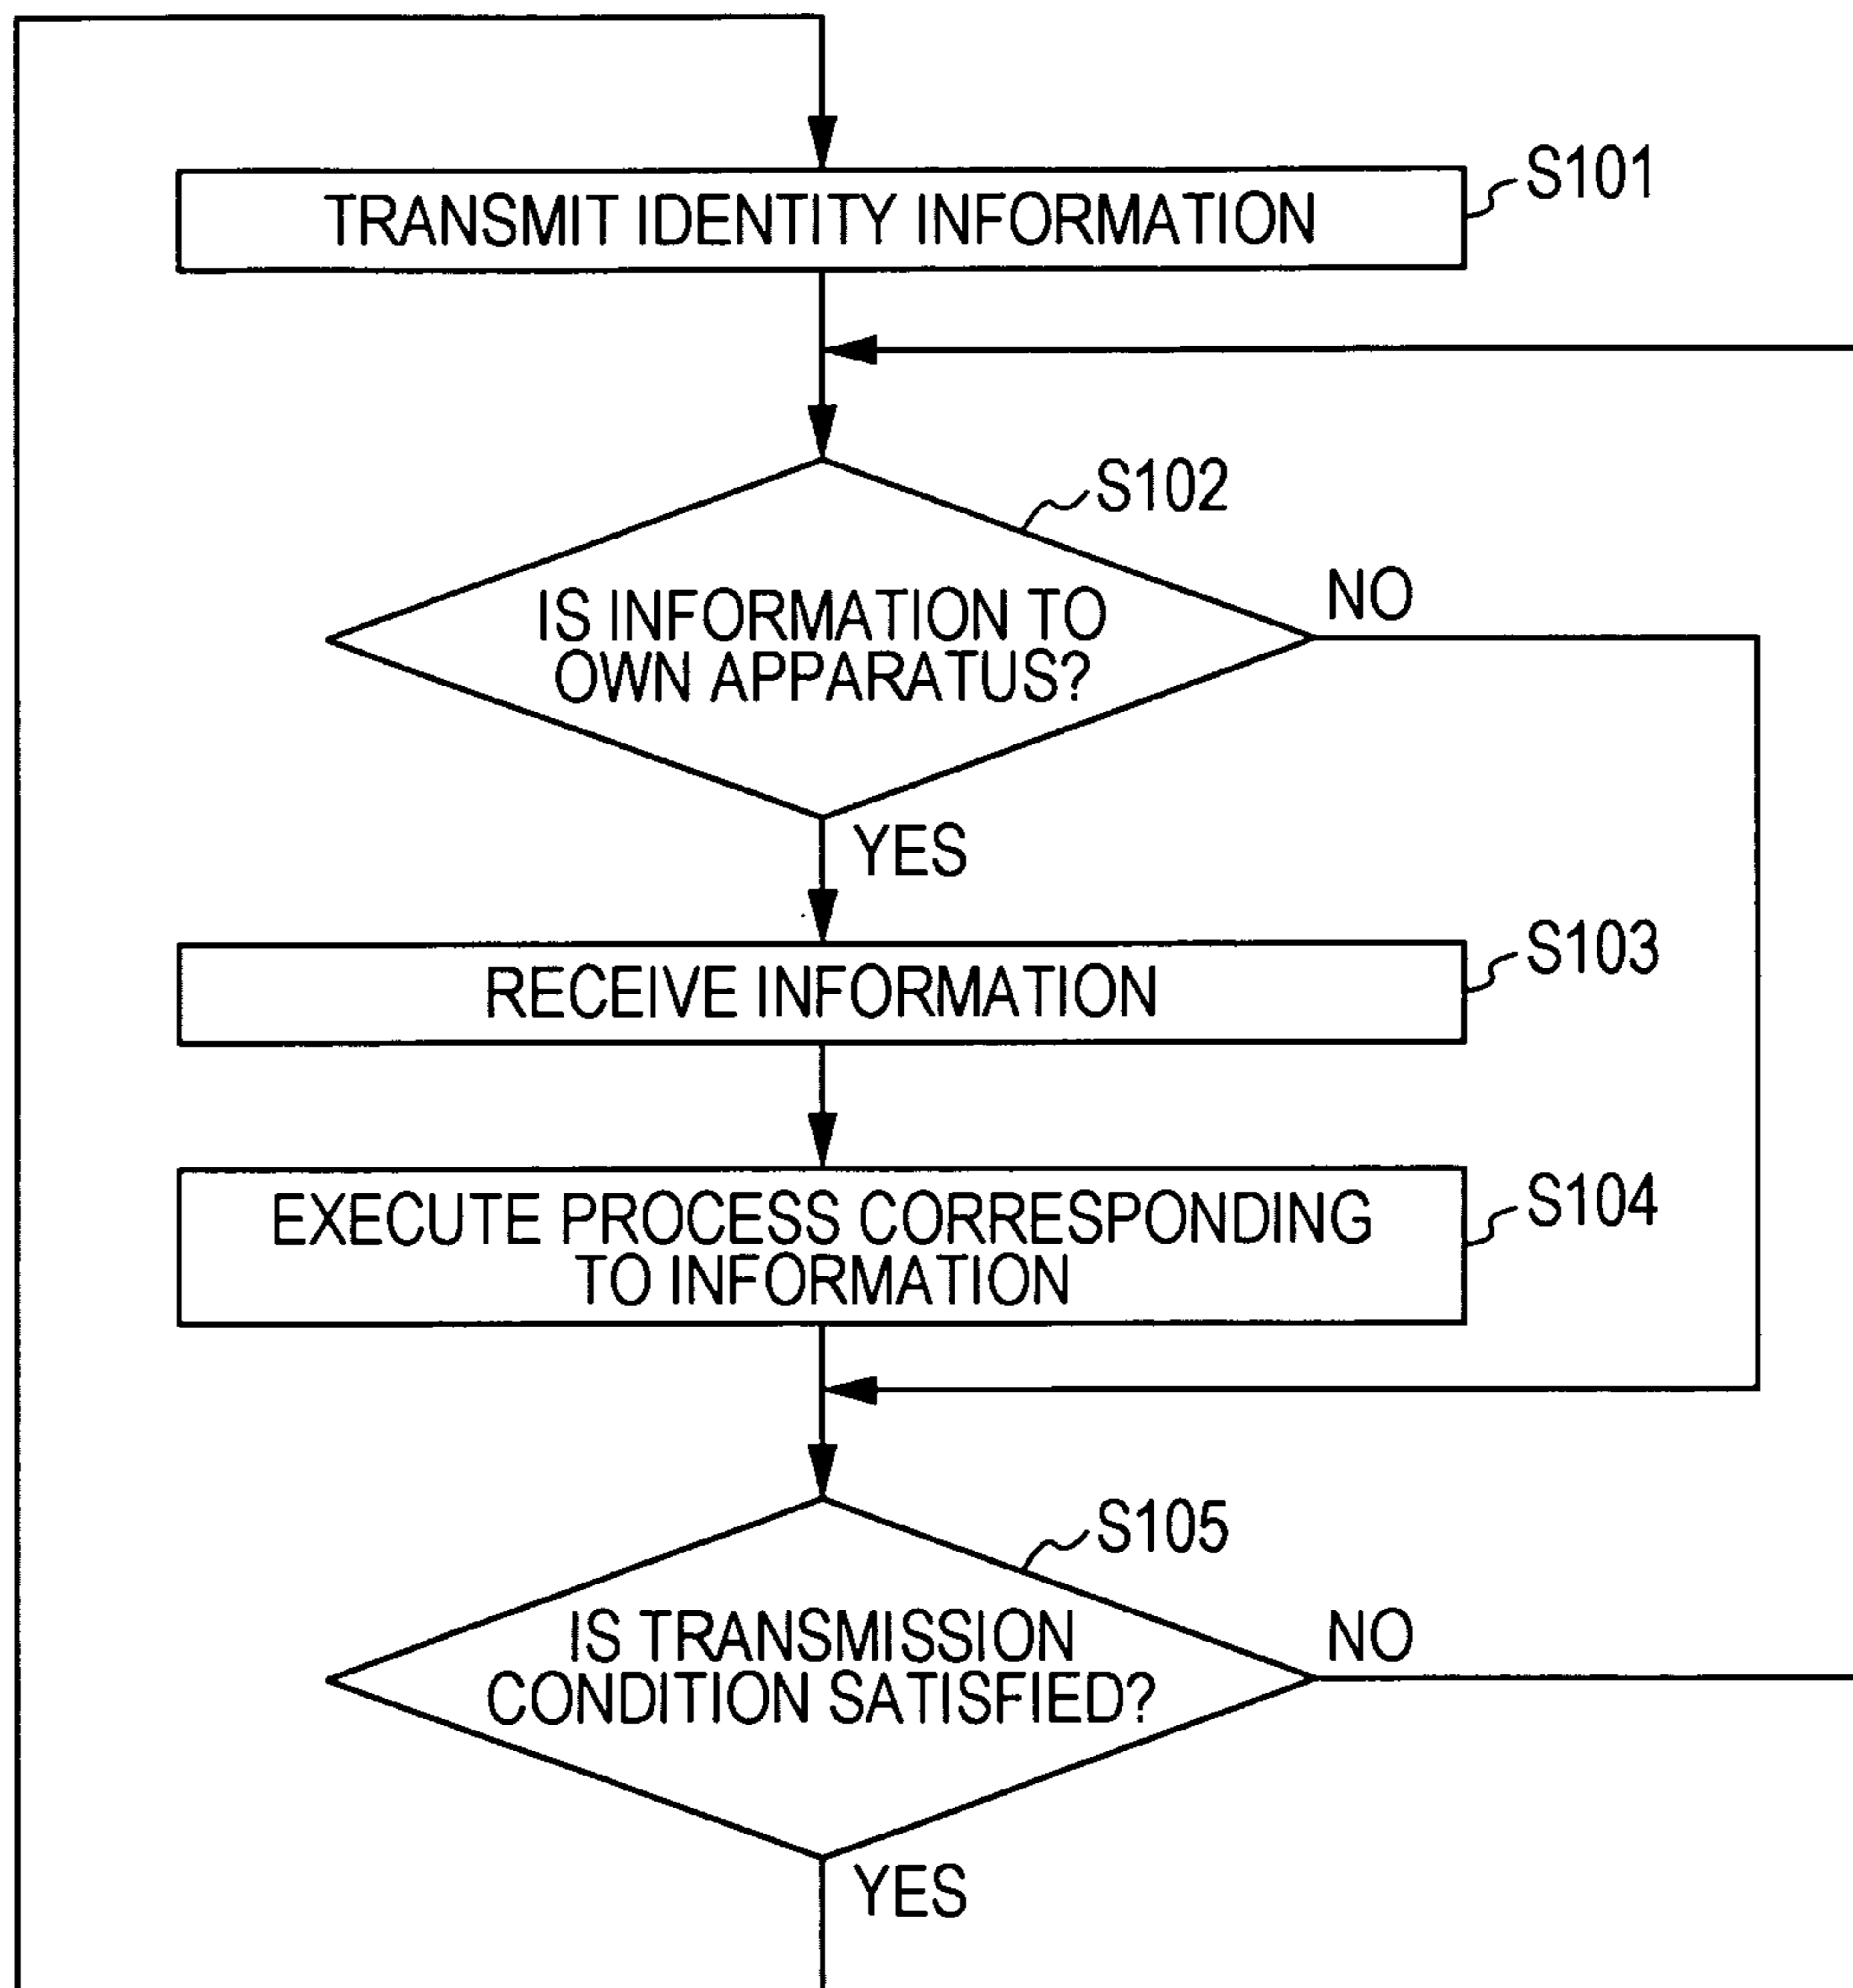 TRANSMIT IDENTITY INFORMATION
S101
S102
IS INFORMATION TO
OWN APPARATUS?
NO
YES
RECEIVE INFORMATION
S103
EXECUTE PROCESS CORRESPONDING
TO INFORMATION
S104
S105
IS TRANSMISSION
CONDITION SATISFIED?
NO
YES